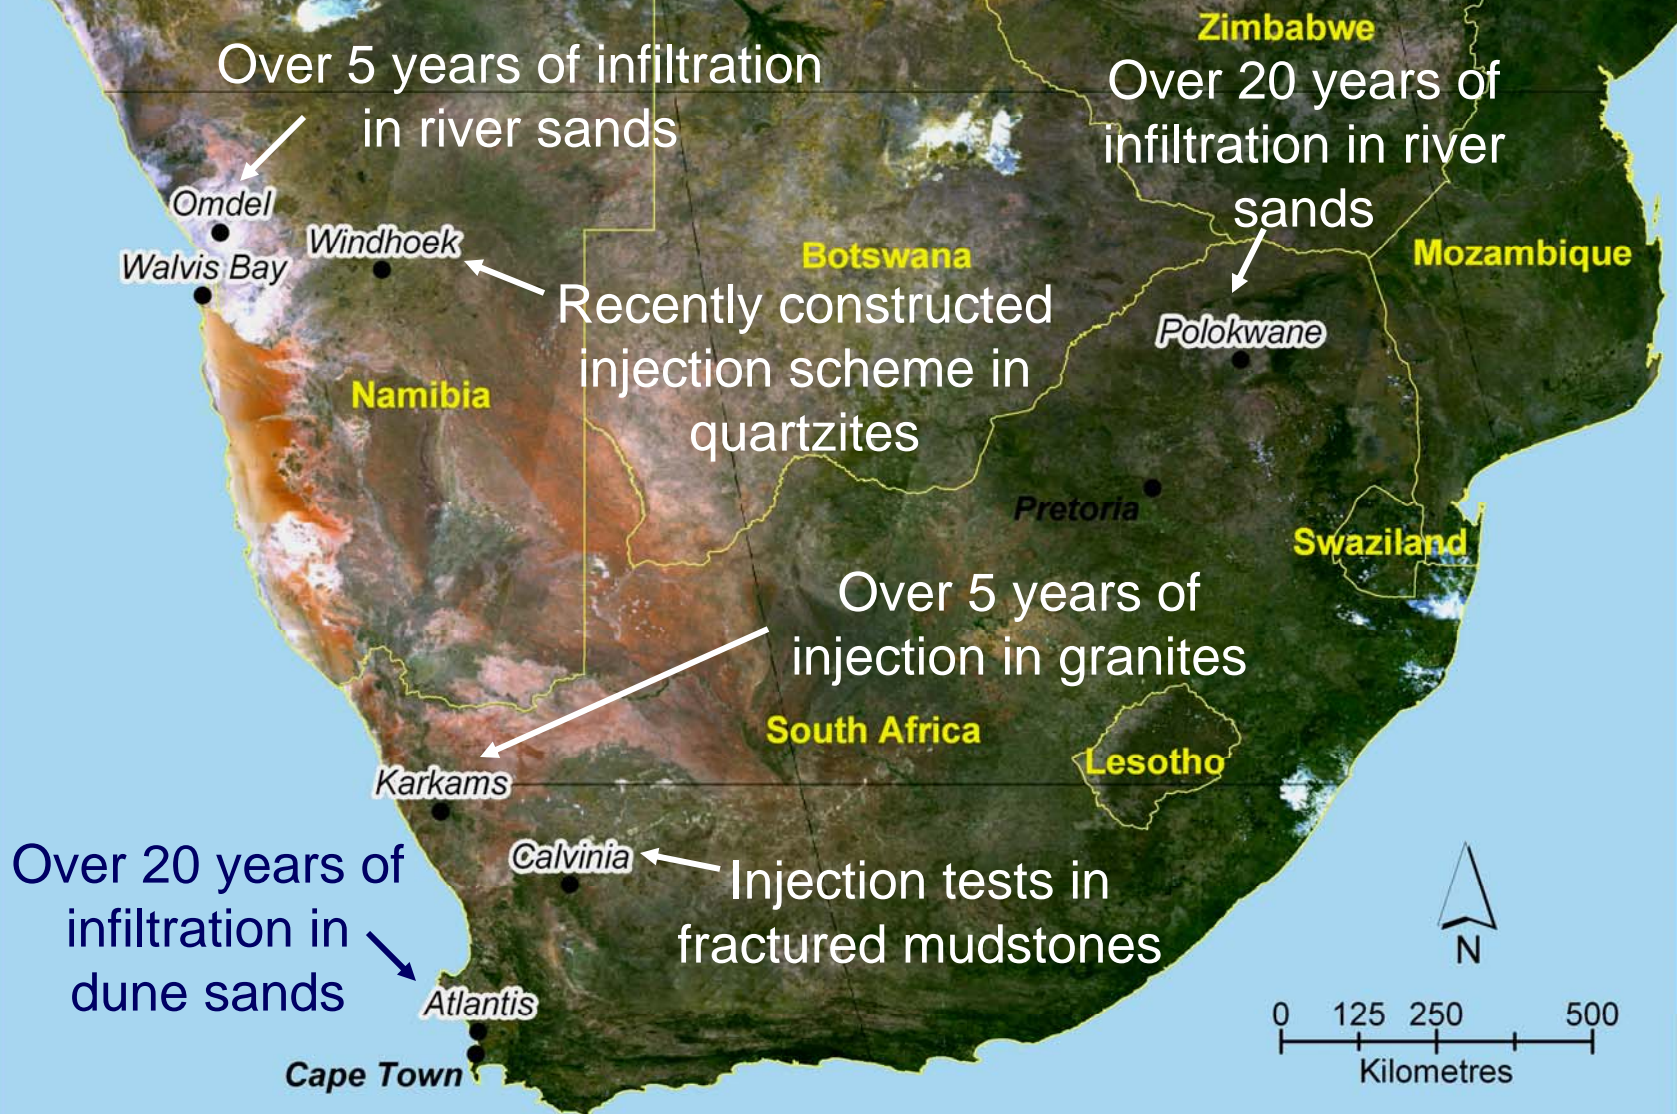 Zimbabwe
Over 5 years of infiltration
in river sands
Over 20 years of
infiltration in river
sands
Omdel
Windhoek
Walvis Bay
Botswana
Mozambique
Recently constructed
injection scheme in
quartzites
Polokwane
Namibia
Pretoria
Swaziland
Over 5 years of
injection in granites
South Africa
Lesotho
Karkams
Over 20 years of
infiltration in
dune sands
Calvinia
Injection tests in
fractured mudstones
N
Atlantis
Cape Town
0 125 250 500
Kilometres